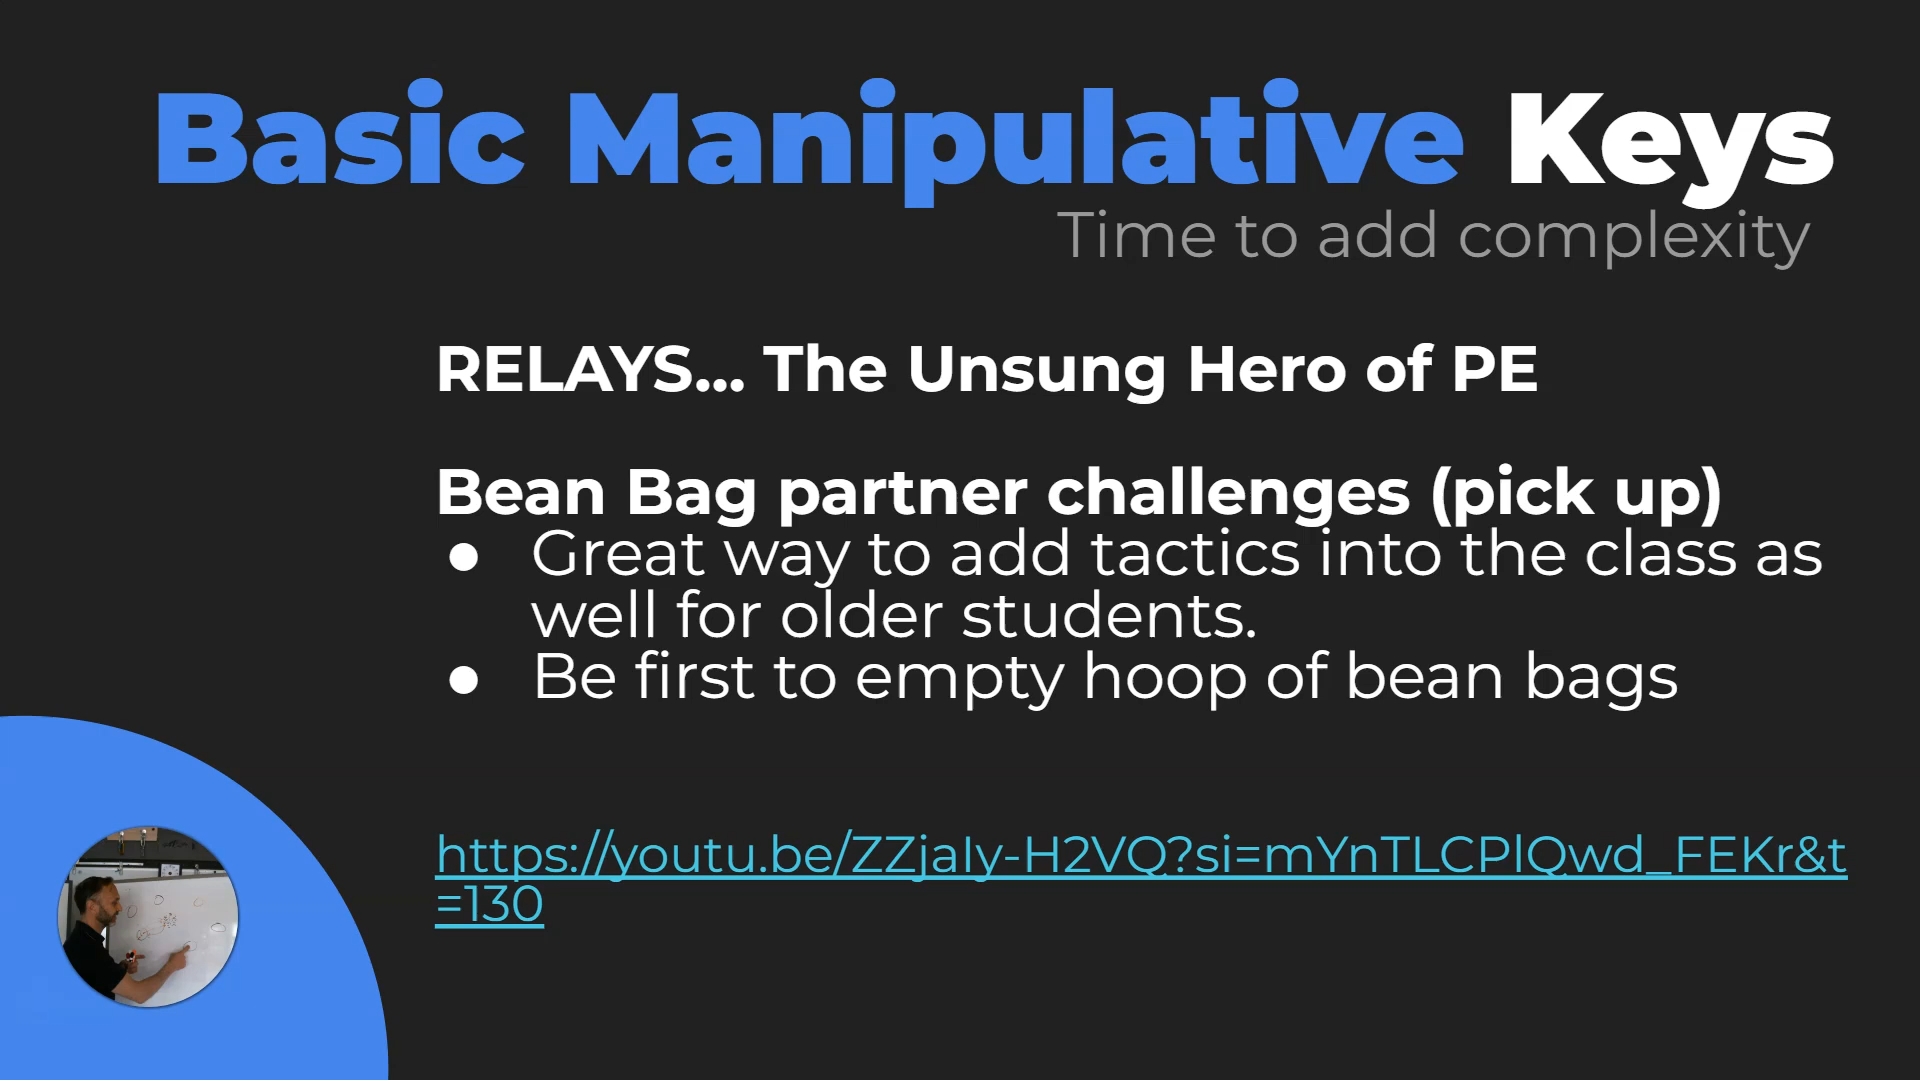 Basic Manipulative Keys
Time to add complexity
RELAYS... The Unsung Hero of PE
Bean Bag partner challenges (pick up)
● Great way to add tactics into the class as
well for older students.
● Be first to empty hoop of bean bags
https://youtu.be/ZZjaIy-H2VQ?si=mYnTLCPlQwd_FEKr&t
=130